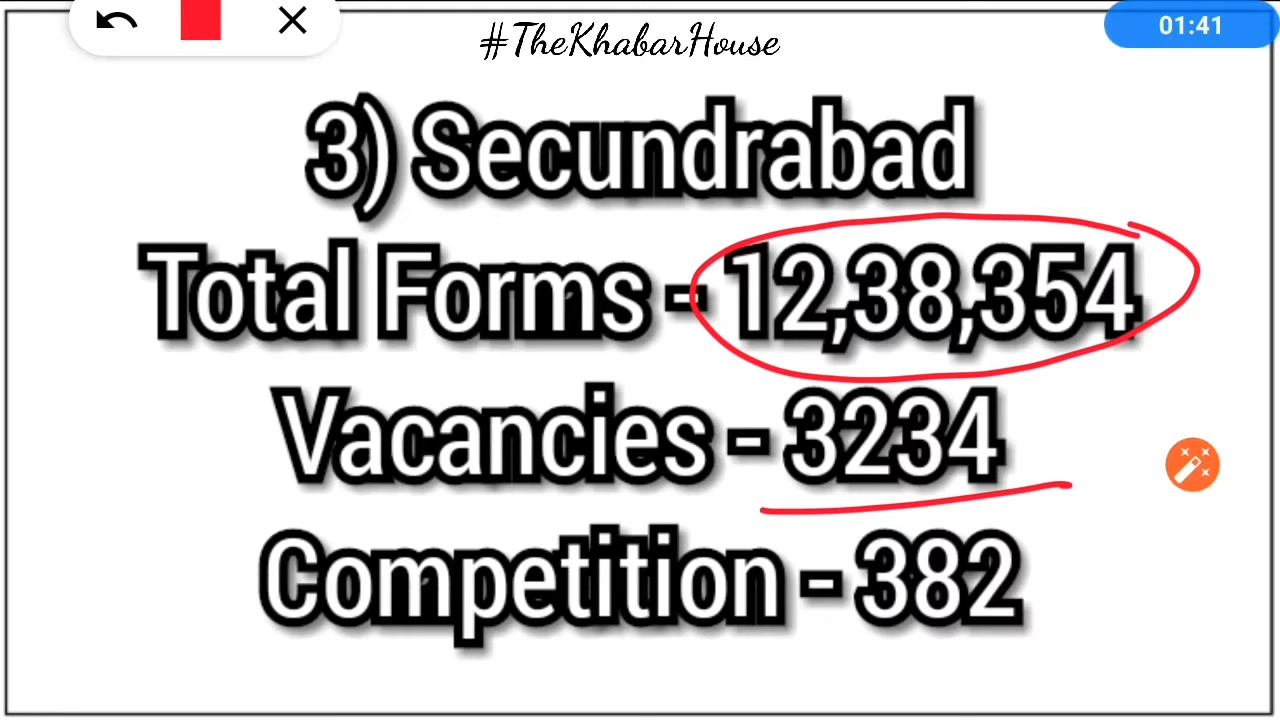 #TheKhabarHouse
01:41
3) Secundrabad
Total Forms - 12,38,354
Vacancies - 3234
Competition - 382